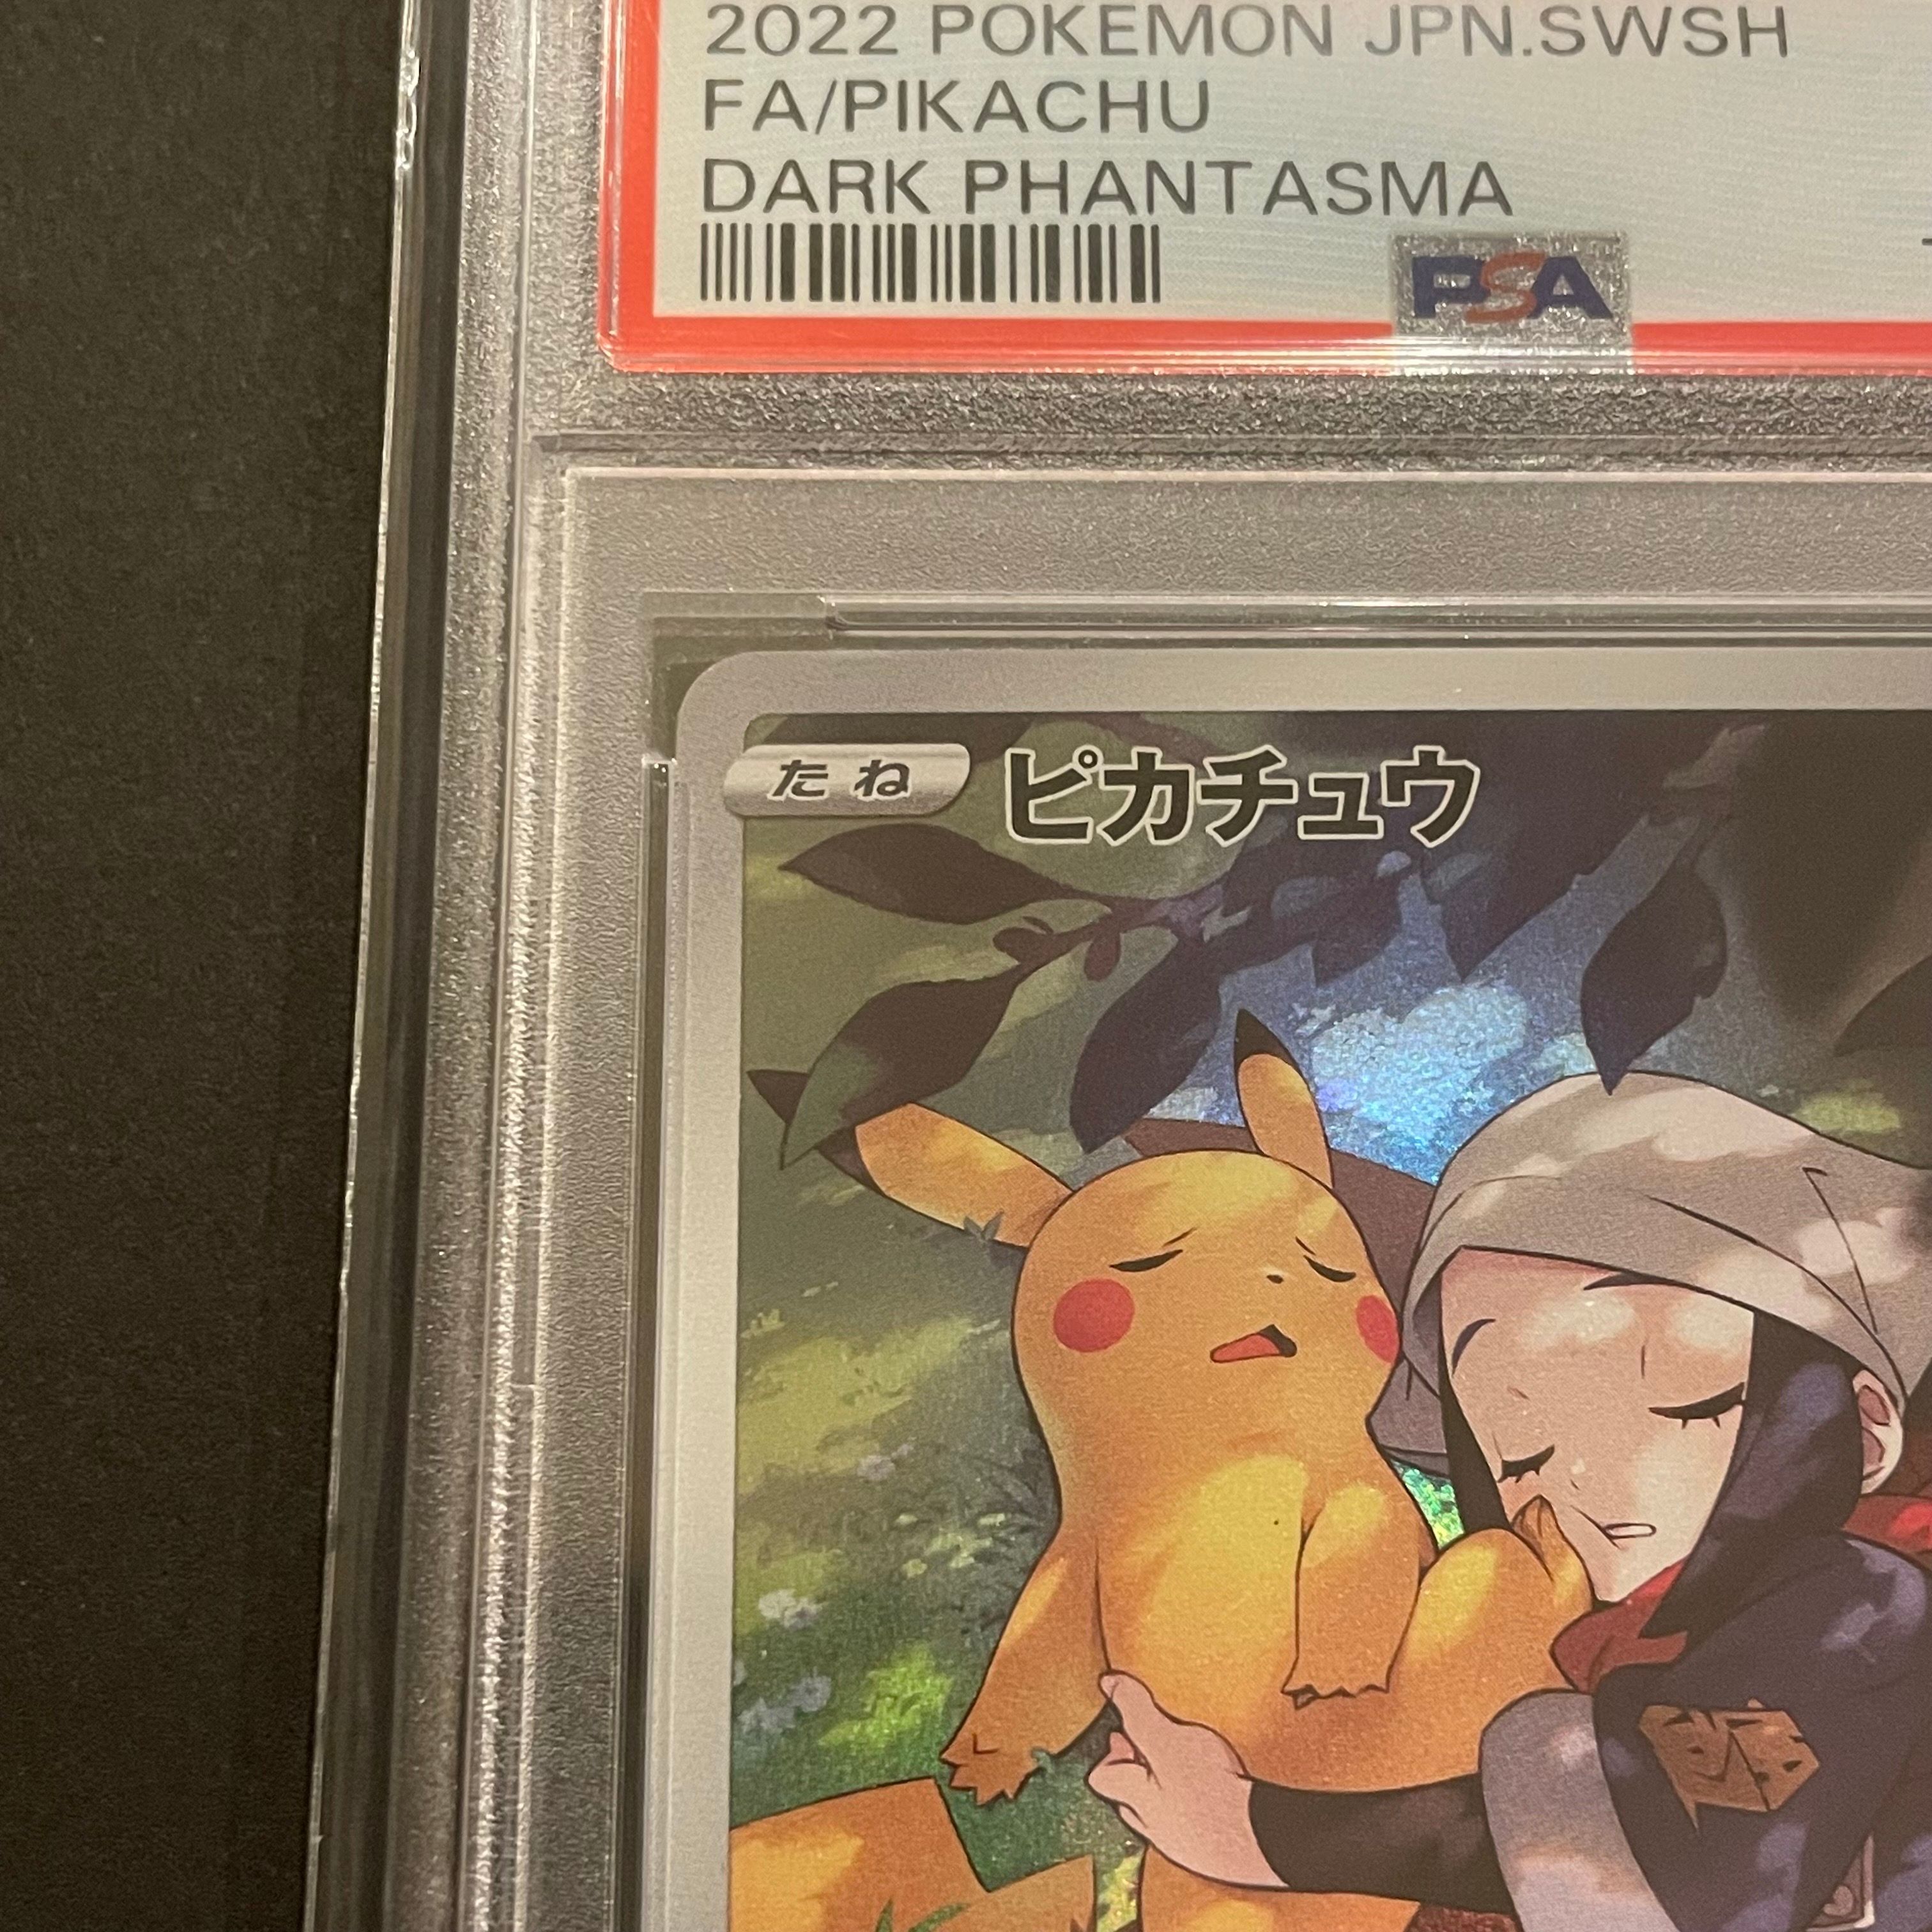 2022 POKEMON JPN.SWSH
FA/PIKACHU
DARK PHANTASMA
PSA
たね ピカチュウ